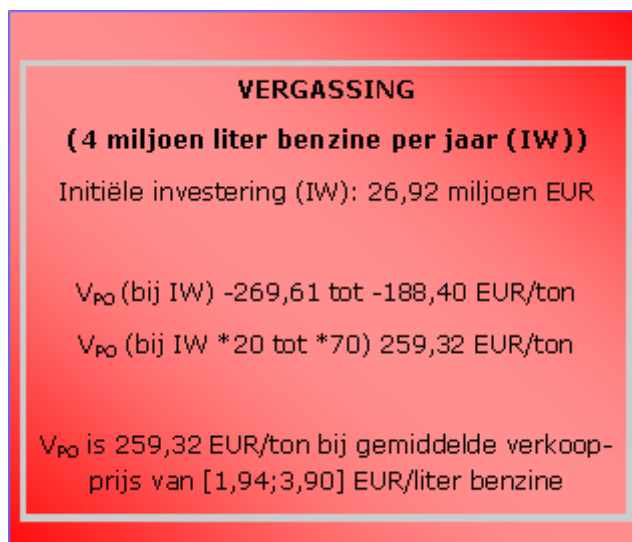 VERGASSING
(4 miljoen liter benzine per jaar (IW))
Initiële investering (IW): 26,92 miljoen EUR
VPO (bij IW) -269,61 tot -188,40 EUR/ton
VPO (bij IW *20 tot *70) 259,32 EUR/ton
VPO is 259,32 EUR/ton bij gemiddelde verkoop-
prijs van [1,94;3,90] EUR/liter benzine